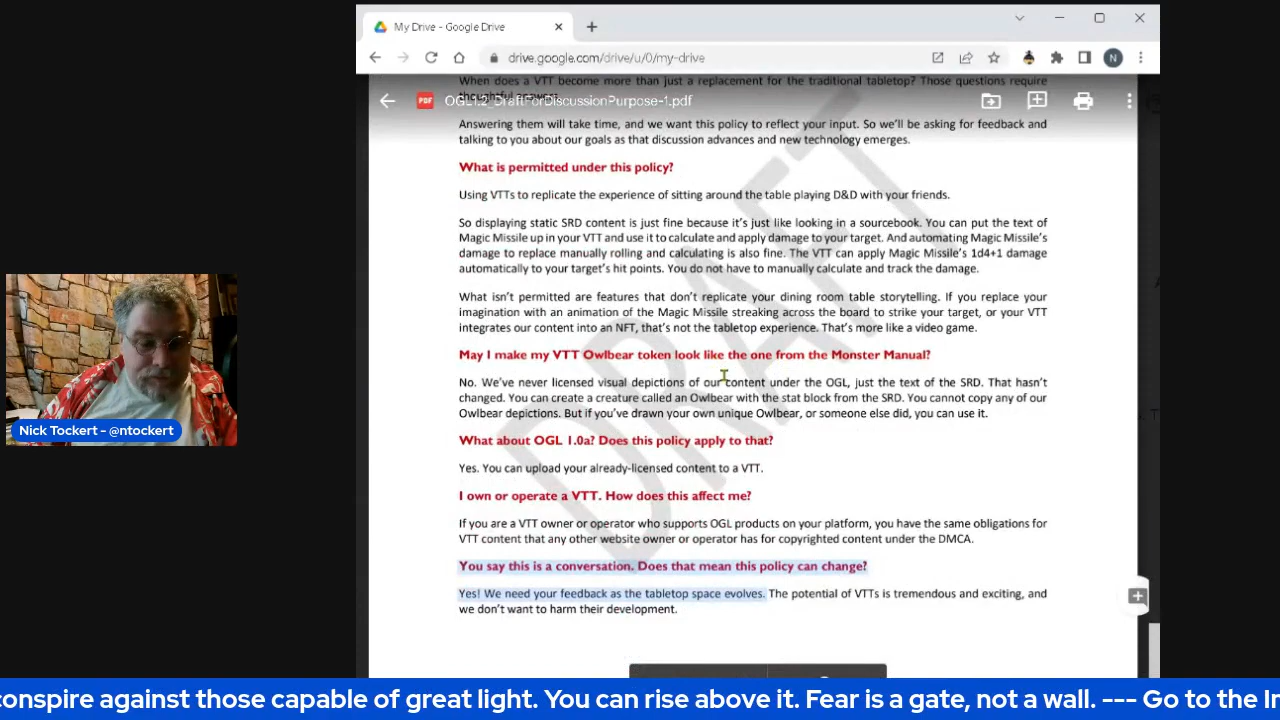 My Drive - Google Drive
drive.google.com/drive/u/0/my-drive
N
When does a VTT become more than just a replacement for the traditional tabletop? Those questions require
thoughtful answers.
PDF OGL1.2_DraftForDiscussionPurpose-1.pdf
Answering them will take time, and we want this policy to reflect your input. So we'll be asking for feedback and
talking to you about our goals as that discussion advances and new technology emerges.
What is permitted under this policy?
Using VTTs to replicate the experience of sitting around the table playing D&D with your friends.
So displaying static SRD content is just fine because it's just like looking in a sourcebook. You can put the text of
Magic Missile up in your VTT and use it to calculate and apply damage to your target. And automating Magic Missile's
damage to replace manually rolling and calculating is also fine. The VTT can apply Magic Missile's 1d4+1 damage
automatically to your target's hit points. You do not have to manually calculate and track the damage.
What isn't permitted are features that don't replicate your dining room table storytelling. If you replace your
imagination with an animation of the Magic Missile streaking across the board to strike your target, or your VTT
integrates our content into an NFT, that's not the tabletop experience. That's more like a video game.
May I make my VTT Owlbear token look like the one from the Monster Manual?
No. We've never licensed visual depictions of our content under the OGL, just the text of the SRD. That hasn't
changed. You can create a creature called an Owlbear with the stat block from the SRD. You cannot copy any of our
Owlbear depictions. But if you've drawn your own unique Owlbear, or someone else did, you can use it.
What about OGL 1.0a? Does this policy apply to that?
Yes. You can upload your already-licensed content to a VTT.
I own or operate a VTT. How does this affect me?
If you are a VTT owner or operator who supports OGL products on your platform, you have the same obligations for
VTT content that any other website owner or operator has for copyrighted content under the DMCA.
You say this is a conversation. Does that mean this policy can change?
Yes! We need your feedback as the tabletop space evolves. The potential of VTTs is tremendous and exciting, and
we don't want to harm their development.
DRAFT
Nick Tockert - @ntockert
conspire against those capable of great light. You can rise above it. Fear is a gate, not a wall. --- Go to the